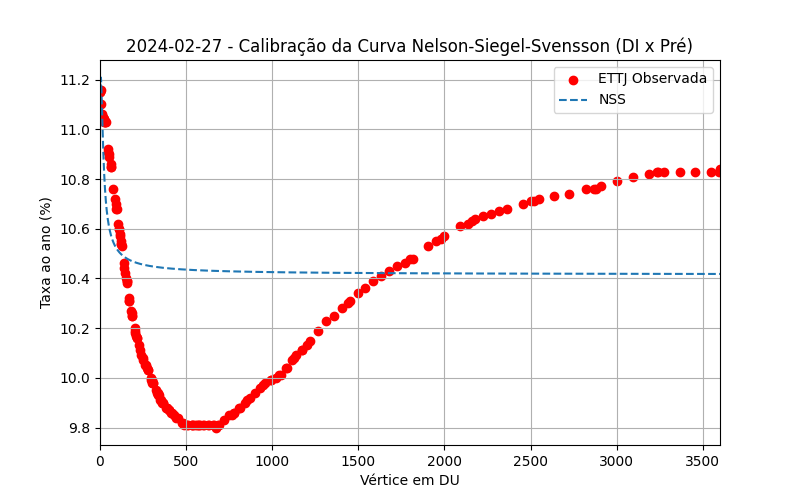 2024-02-27 - Calibração da Curva Nelson-Siegel-Svensson (DI x Pré)
ETTJ Observada
NSS
Taxa ao ano (%)
11.2
11.0
10.8
10.6
10.4
10.2
10.0
9.8
0 500 1000 1500 2000 2500 3000 3500
Vértice em DU